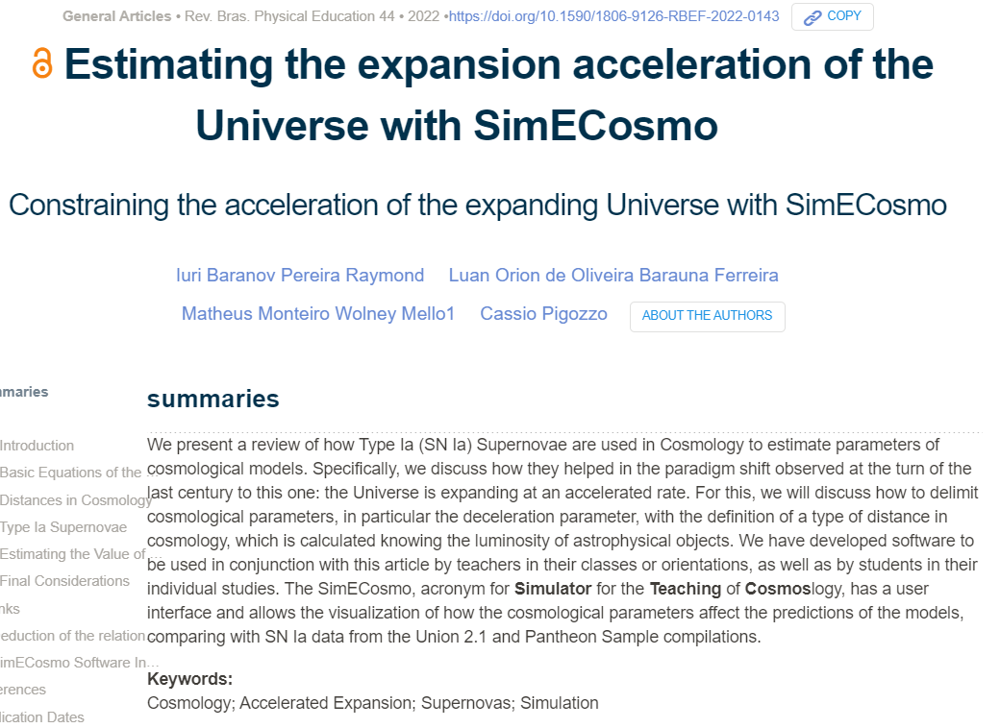 General Articles • Rev. Bras. Physical Education 44 • 2022 •https://doi.org/10.1590/1806-9126-RBEF-2022-0143 COPY
Estimating the expansion acceleration of the
Universe with SimECosmo
Constraining the acceleration of the expanding Universe with SimECosmo
Iuri Baranov Pereira Raymond Luan Orion de Oliveira Barauna Ferreira
Matheus Monteiro Wolney Mello1 Cassio Pigozzo ABOUT THE AUTHORS
mmaries
Introduction
Basic Equations of the ...
Distances in Cosmology
Type Ia Supernovae
Estimating the Value of ...
Final Considerations
nks
eduction of the relation...
imECosmo Software In...
erences
lication Dates
summaries
We present a review of how Type Ia (SN Ia) Supernovae are used in Cosmology to estimate parameters of
cosmological models. Specifically, we discuss how they helped in the paradigm shift observed at the turn of the
last century to this one: the Universe is expanding at an accelerated rate. For this, we will discuss how to delimit
cosmological parameters, in particular the deceleration parameter, with the definition of a type of distance in
cosmology, which is calculated knowing the luminosity of astrophysical objects. We have developed software to
be used in conjunction with this article by teachers in their classes or orientations, as well as by students in their
individual studies. The SimECosmo, acronym for Simulator for the Teaching of Cosmoslogy, has a user
interface and allows the visualization of how the cosmological parameters affect the predictions of the models,
comparing with SN Ia data from the Union 2.1 and Pantheon Sample compilations.
Keywords:
Cosmology; Accelerated Expansion; Supernovas; Simulation